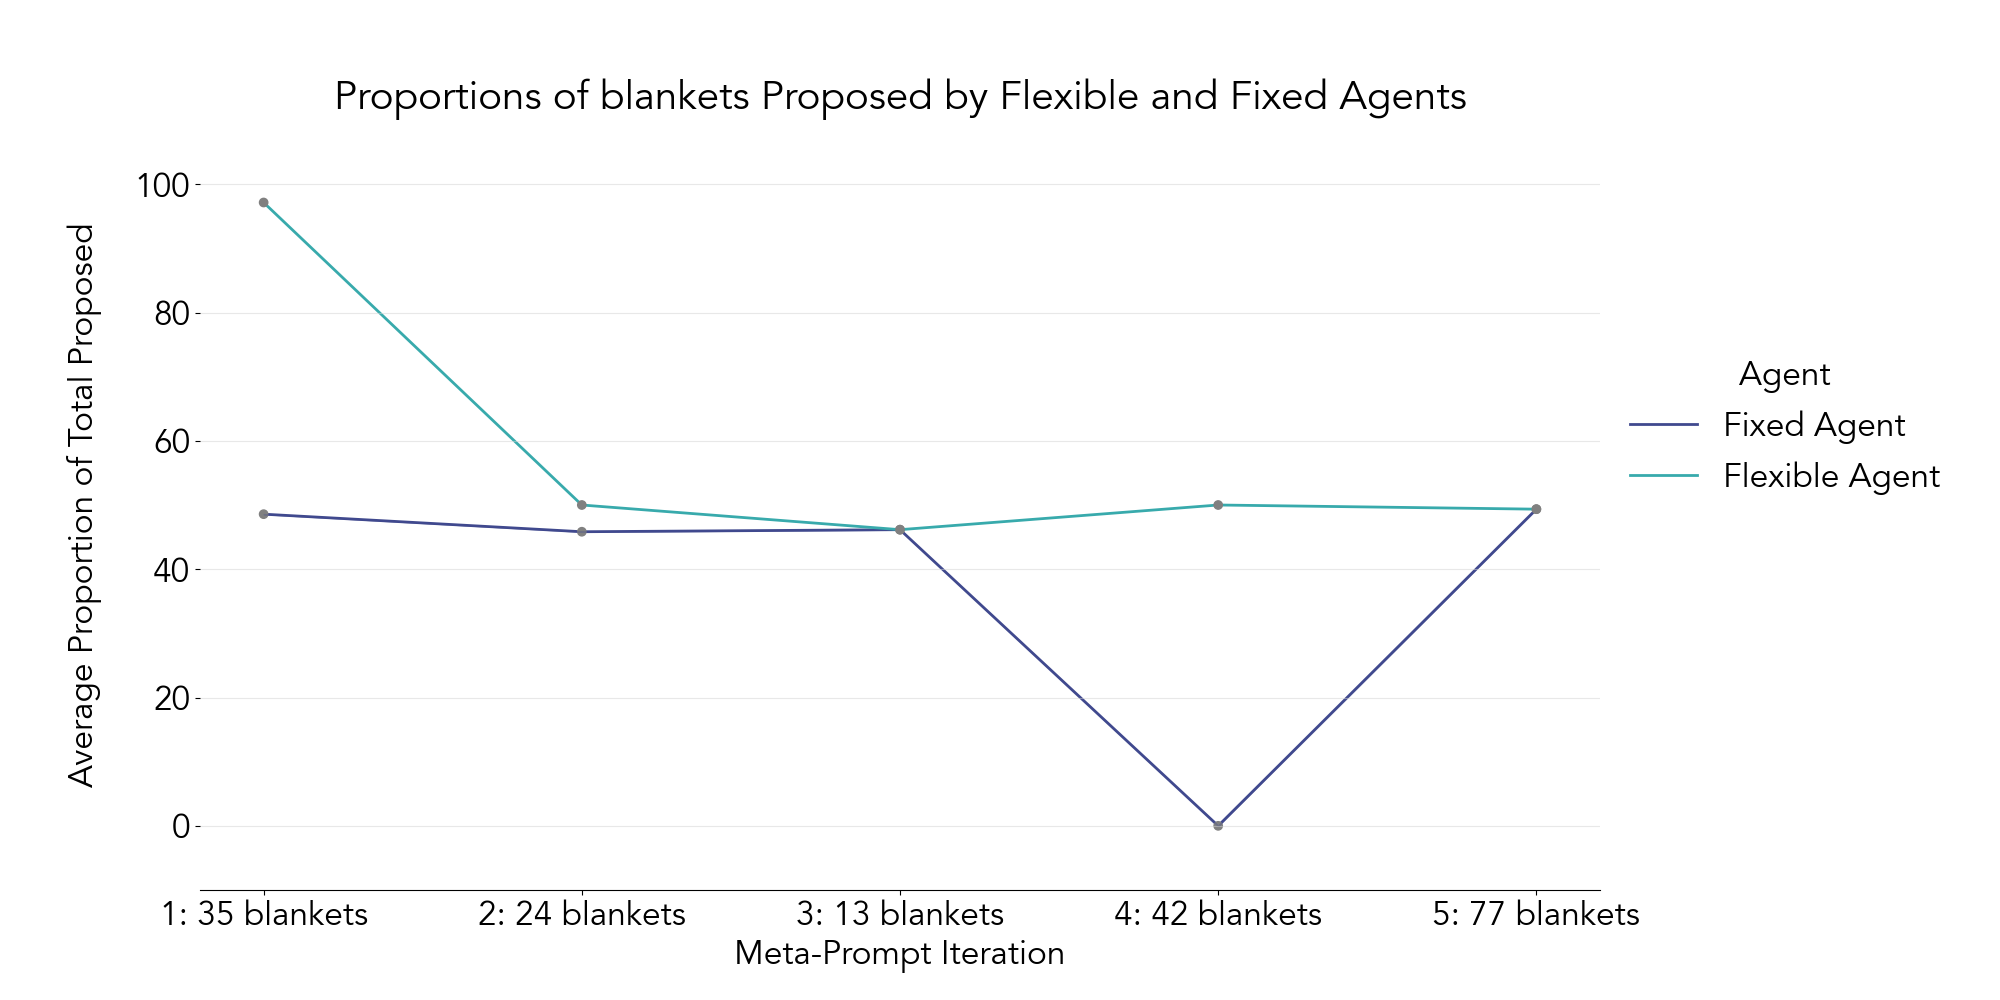 Proportions of blankets Proposed by Flexible and Fixed Agents
Average Proportion of Total Proposed
100
80
60
40
20
0
1: 35 blankets
2: 24 blankets
3: 13 blankets
4: 42 blankets
5: 77 blankets
Meta-Prompt Iteration
Agent
Fixed Agent
Flexible Agent